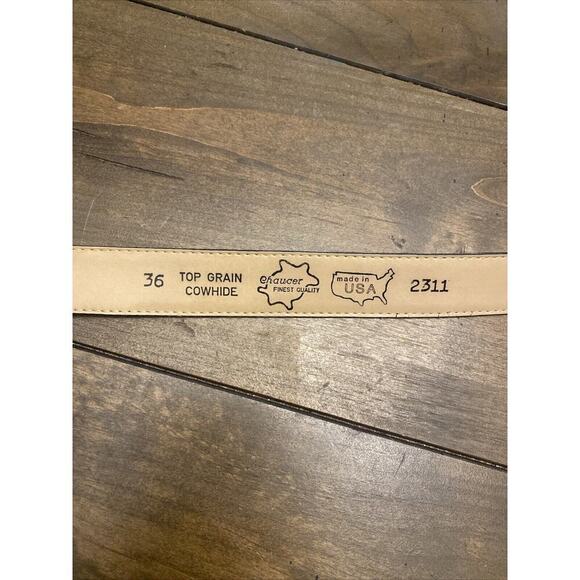 36
TOP GRAIN
COWHIDE
Chaucer
FINEST QUALITY
made in
USA
2311